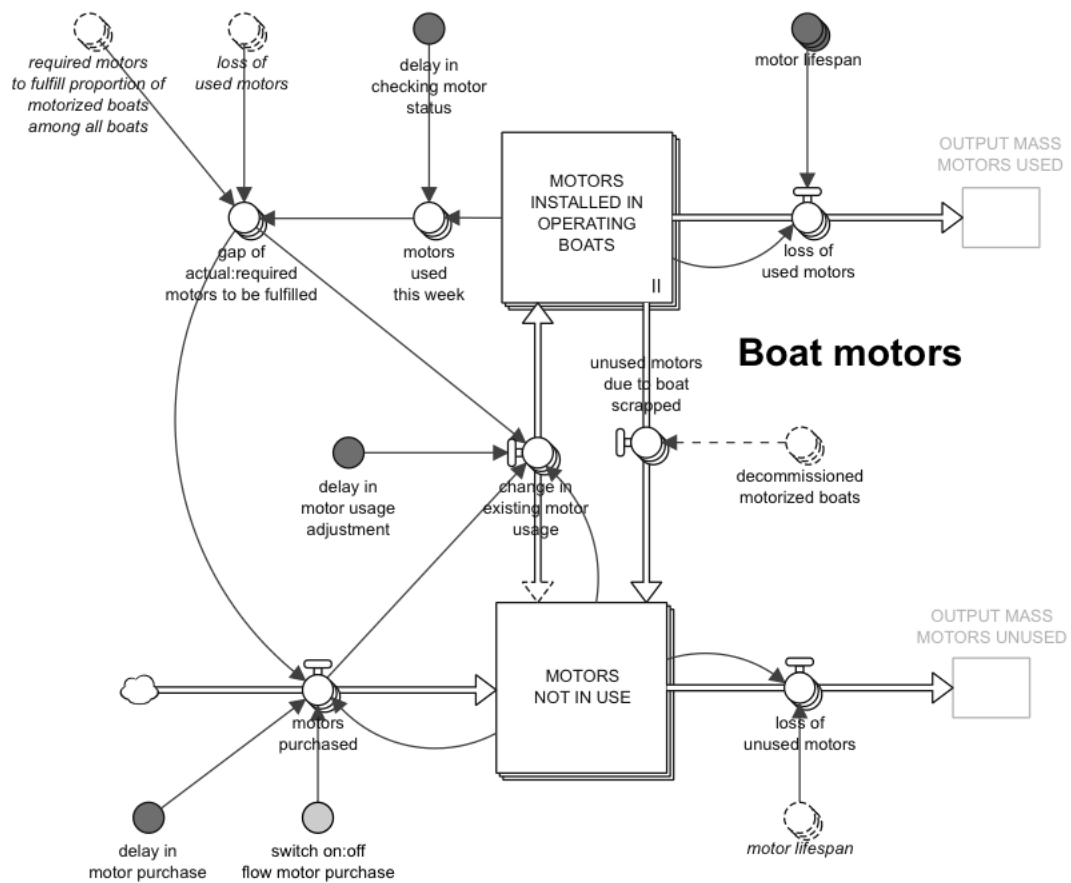 required motors
to fulfill proportion of
motorized boats
among all boats
loss of
used motors
delay in
checking motor
status
motor lifespan
OUTPUT MASS
MOTORS USED
MOTORS
INSTALLED IN
OPERATING
BOATS
II
gap of
actual:required
motors to be fulfilled
motors
used
this week
loss of
used motors
Boat motors
unused motors
due to boat
scrapped
delay in
motor usage
adjustment
change in
existing motor
usage
decommissioned
motorized boats
OUTPUT MASS
MOTORS UNUSED
MOTORS
NOT IN USE
motors
purchased
loss of
unused motors
delay in
motor purchase
switch on:off
flow motor purchase
motor lifespan